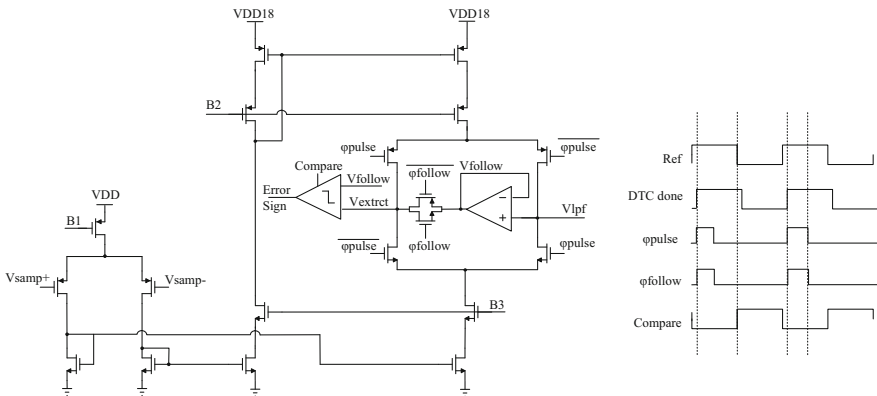 VDD18
VDD18
B2
φpulse
φpulse
Compare
φfollow
Vfollow
Vfollow
Error
Sign
Vextrct
Vlpf
VDD
B1
φpulse
φfollow
φpulse
Vsamp+
Vsamp-
B3
Ref
DTC done
φpulse
φfollow
Compare